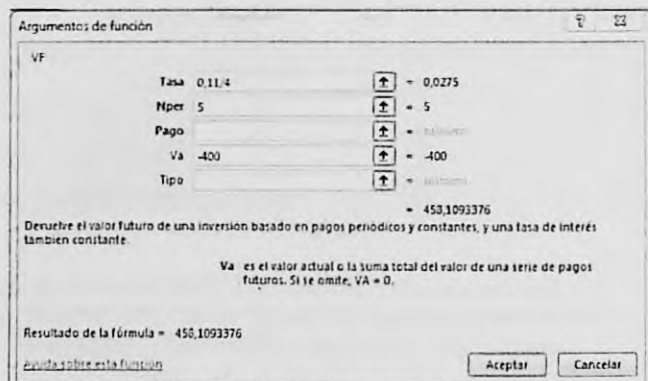 Argumentos de función
VF
Tasa 0,11/4 = 0,0275
Nper 5 = 5
Pago = número
Va -400 = -400
Tipo = número
= 458,1093376
Devuelve el valor futuro de una inversión basado en pagos periódicos y constantes, y una tasa de interés
también constante.
Va es el valor actual o la suma total del valor de una serie de pagos
futuros. Si se omite, VA = 0.
Resultado de la fórmula = 458,1093376
Ayuda sobre esta función
Aceptar Cancelar